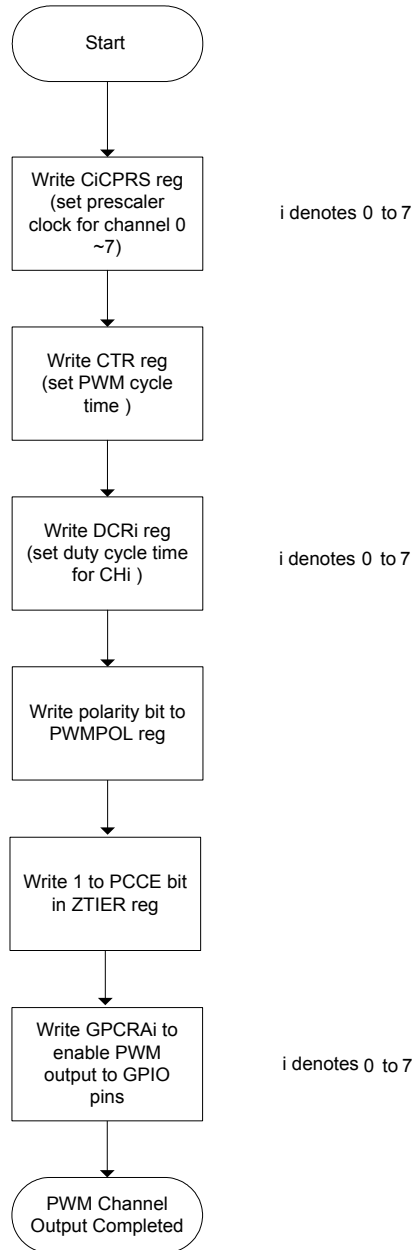 Start
Write CiCPRS reg
(set prescaler
clock for channel 0
~7)
i denotes 0 to 7
Write CTR reg
(set PWM cycle
time )
Write DCRi reg
(set duty cycle time
for CHi )
i denotes 0 to 7
Write polarity bit to
PWMPOL reg
Write 1 to PCCE bit
in ZTIER reg
Write GPCRAi to
enable PWM
output to GPIO
pins
i denotes 0 to 7
PWM Channel
Output Completed